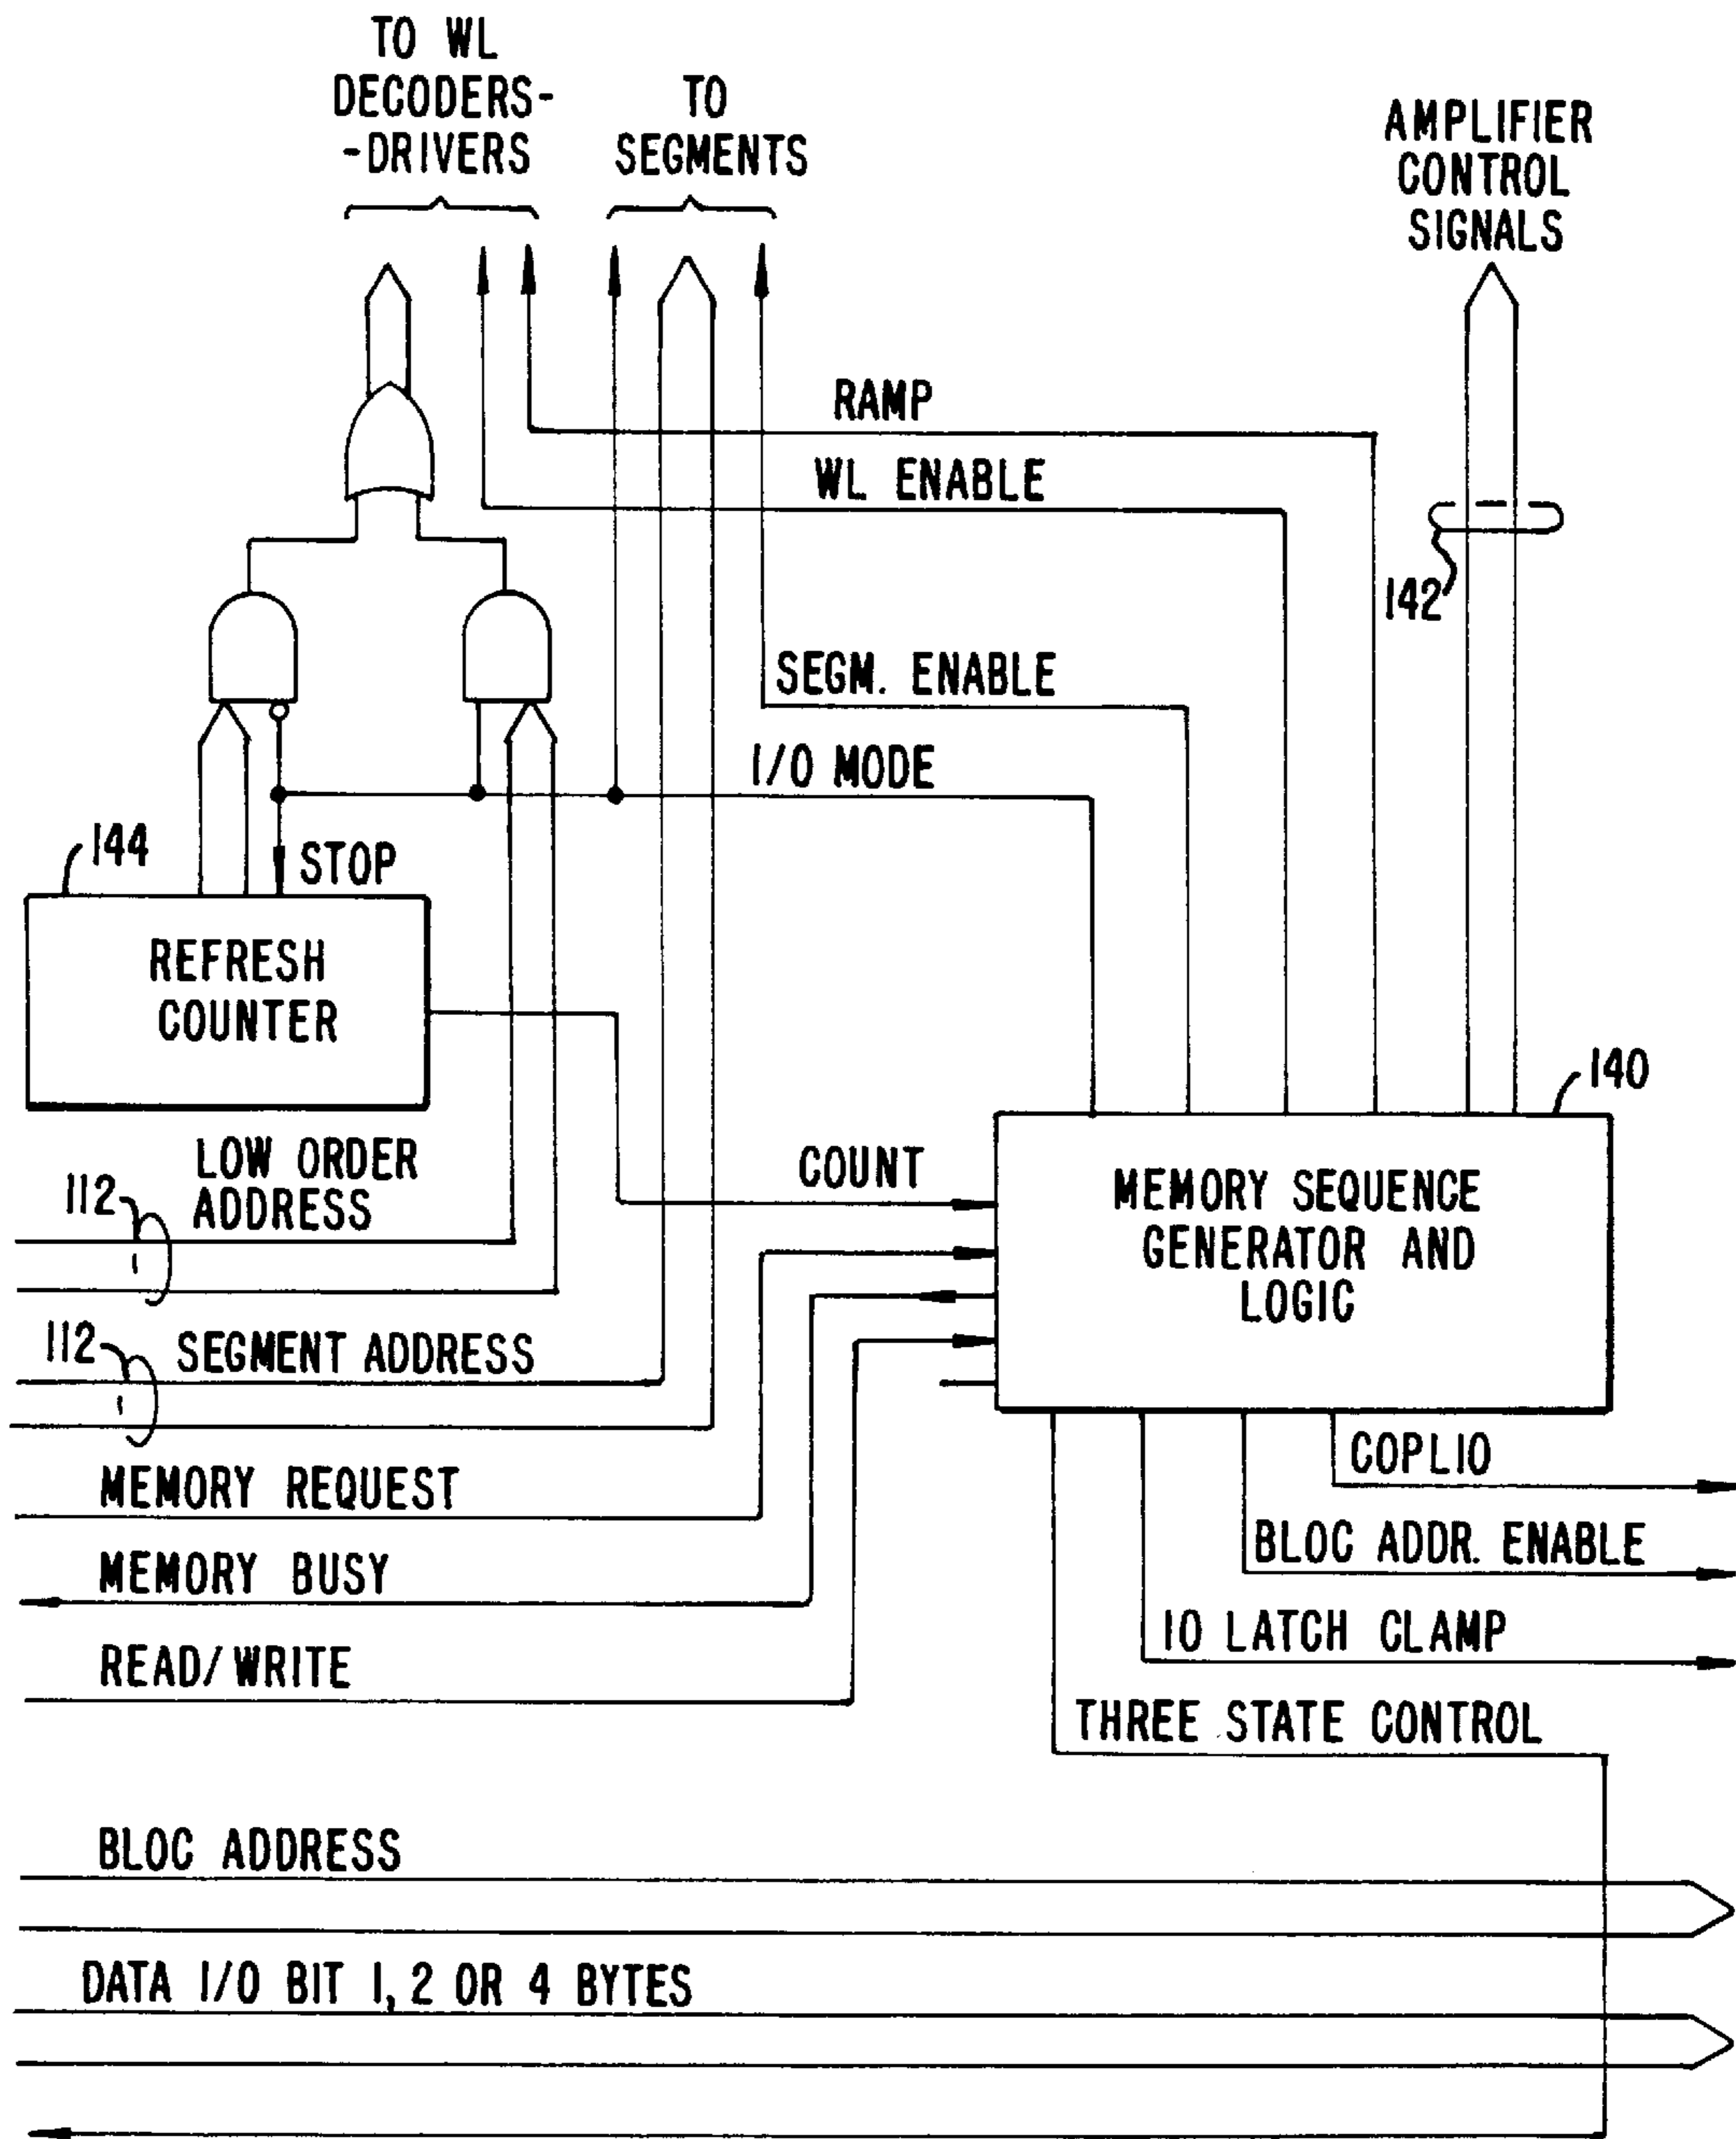 TO WL
DECODERS-
-DRIVERS
TO
SEGMENTS
AMPLIFIER
CONTROL
SIGNALS
RAMP
WL ENABLE
142
SEGM. ENABLE
I/O MODE
144
STOP
REFRESH
COUNTER
140
LOW ORDER
ADDRESS
112
COUNT
MEMORY SEQUENCE
GENERATOR AND
LOGIC
112
SEGMENT ADDRESS
MEMORY REQUEST
COPLIO
MEMORY BUSY
BLOC ADDR. ENABLE
READ/WRITE
IO LATCH CLAMP
THREE STATE CONTROL
BLOC ADDRESS
DATA I/O BIT 1, 2 OR 4 BYTES